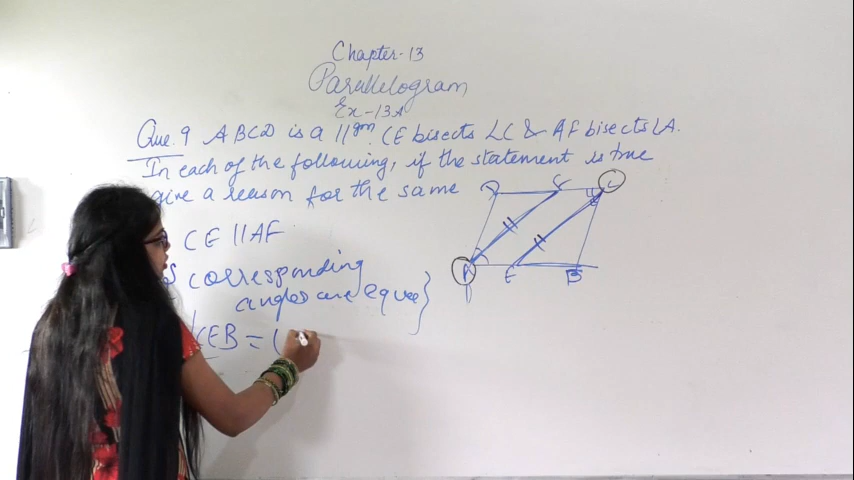 Chapter-13
Parallelogram
Ex-13A
Que. 9 ABCD is a ||gm. CE bisects ∠C & AF bisects ∠A.
In each of the following, if the statement is true
give a reason for the same
CE || AF
corresponding
angles are equal }
CEB = (
D
C
A
E
B